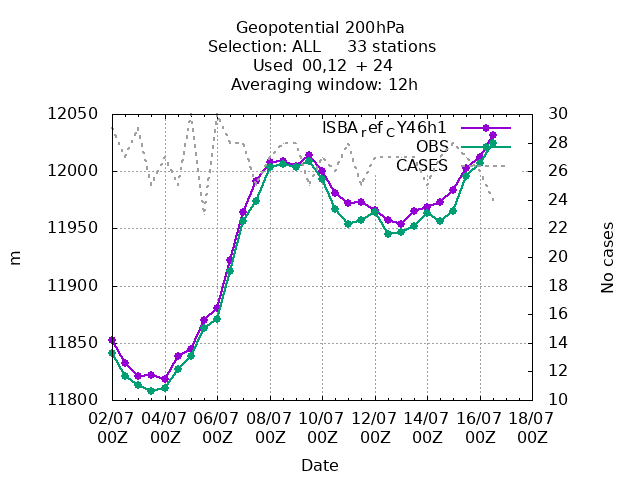 Geopotential 200hPa
Selection: ALL     33 stations
Used  00,12  + 24
Averaging window: 12h
ISBA_ref_CY46h1
OBS
CASES
12050
12000
11950
11900
11850
11800
m
30
28
26
24
22
20
18
16
14
12
10
No cases
02/07 04/07 06/07 08/07 10/07 12/07 14/07 16/07 18/07
00Z 00Z 00Z 00Z 00Z 00Z 00Z 00Z 00Z
Date